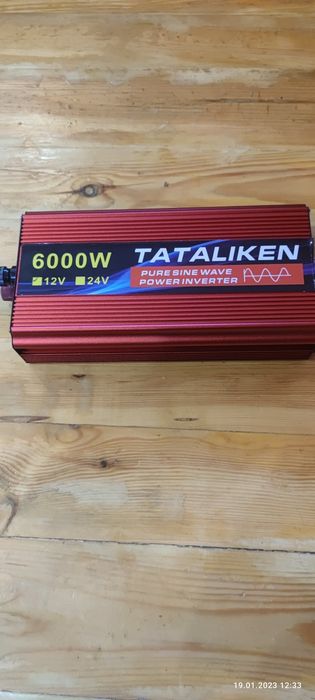 6000W
12V 24V
TATALIKEN
PURE SINE WAVE
POWER INVERTER
19.01.2023 12:33